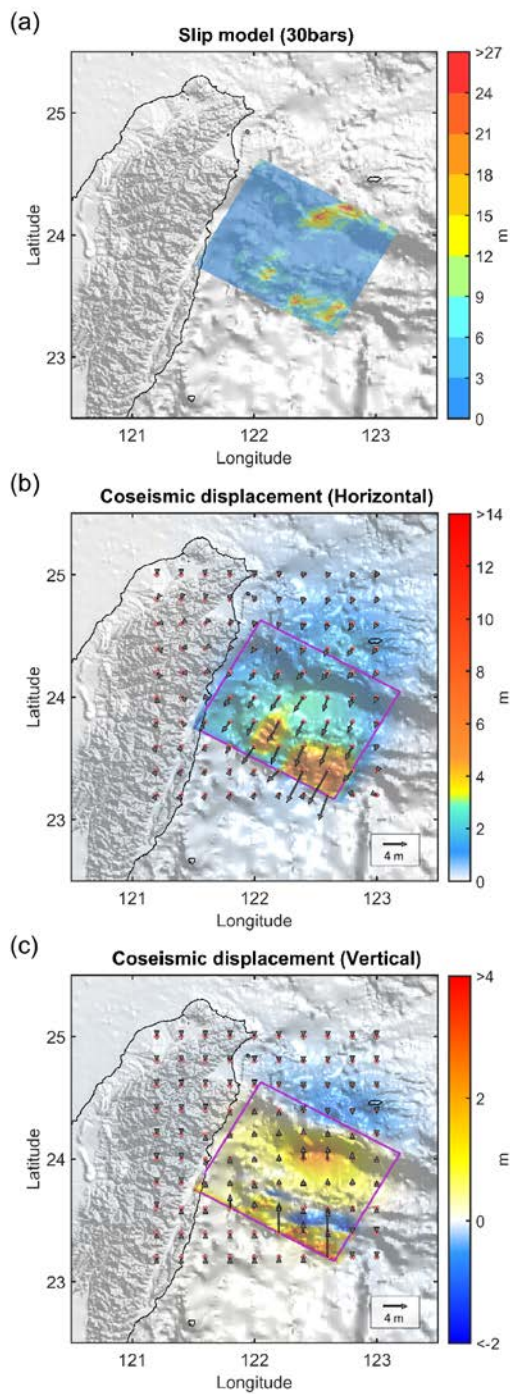 (a)
Slip model (30bars)
25
24
23
Latitude
121
122
123
Longitude
>27
24
21
18
15
12
9
6
3
0
m
(b)
Coseismic displacement (Horizontal)
25
24
23
Latitude
121
122
123
Longitude
4 m
>14
12
10
8
6
4
2
0
m
(c)
Coseismic displacement (Vertical)
25
24
23
Latitude
121
122
123
Longitude
4 m
>4
2
0
<-2
m